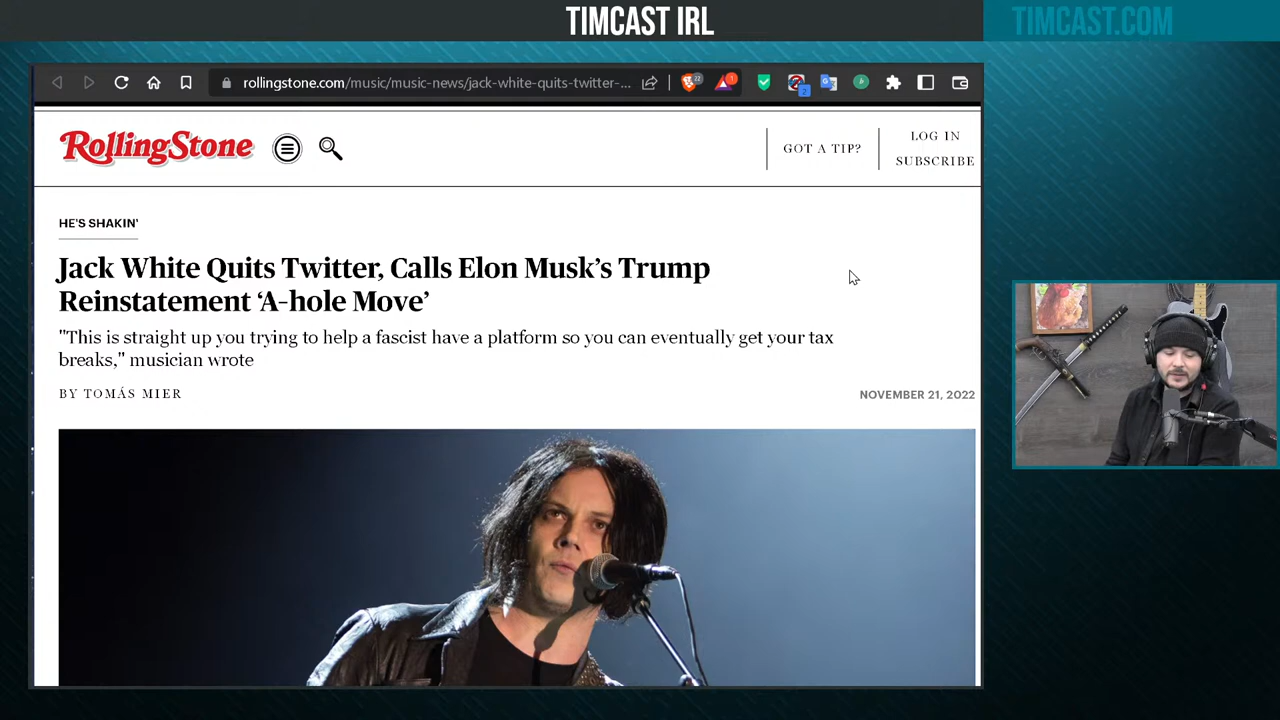 TIMCAST IRL
TIMCAST.COM
rollingstone.com/music/music-news/jack-white-quits-twitter-...
22
1
2
RollingStone
GOT A TIP?
LOG IN
SUBSCRIBE
HE'S SHAKIN'
Jack White Quits Twitter, Calls Elon Musk’s Trump
Reinstatement ‘A-hole Move’
"This is straight up you trying to help a fascist have a platform so you can eventually get your tax
breaks," musician wrote
BY TOMÁS MIER
NOVEMBER 21, 2022